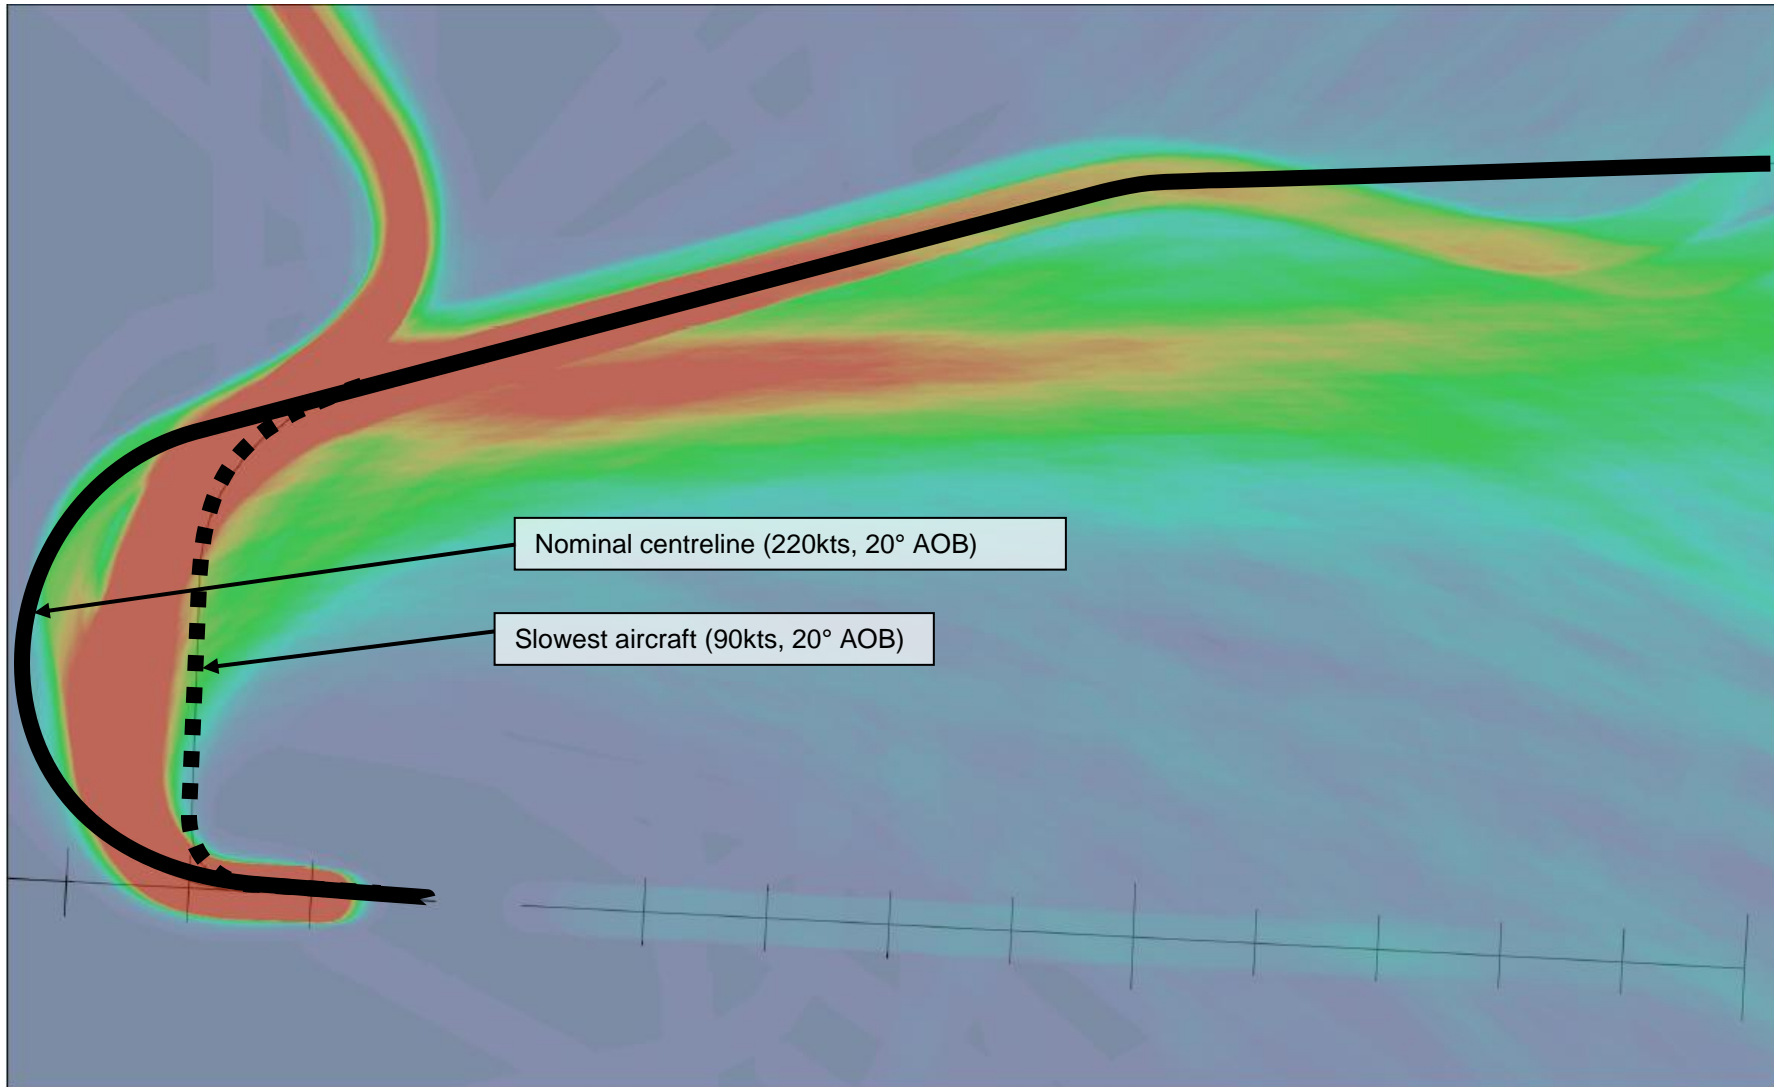 Nominal centreline (220kts, 20° AOB)
Slowest aircraft (90kts, 20° AOB)